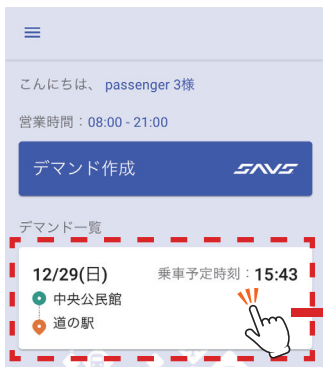 こんにちは、 passenger 3様
営業時間：08:00 - 21:00
デマンド作成 SAVS
デマンド一覧
12/29(日) 乗車予定時刻：15:43
中央公民館
道の駅